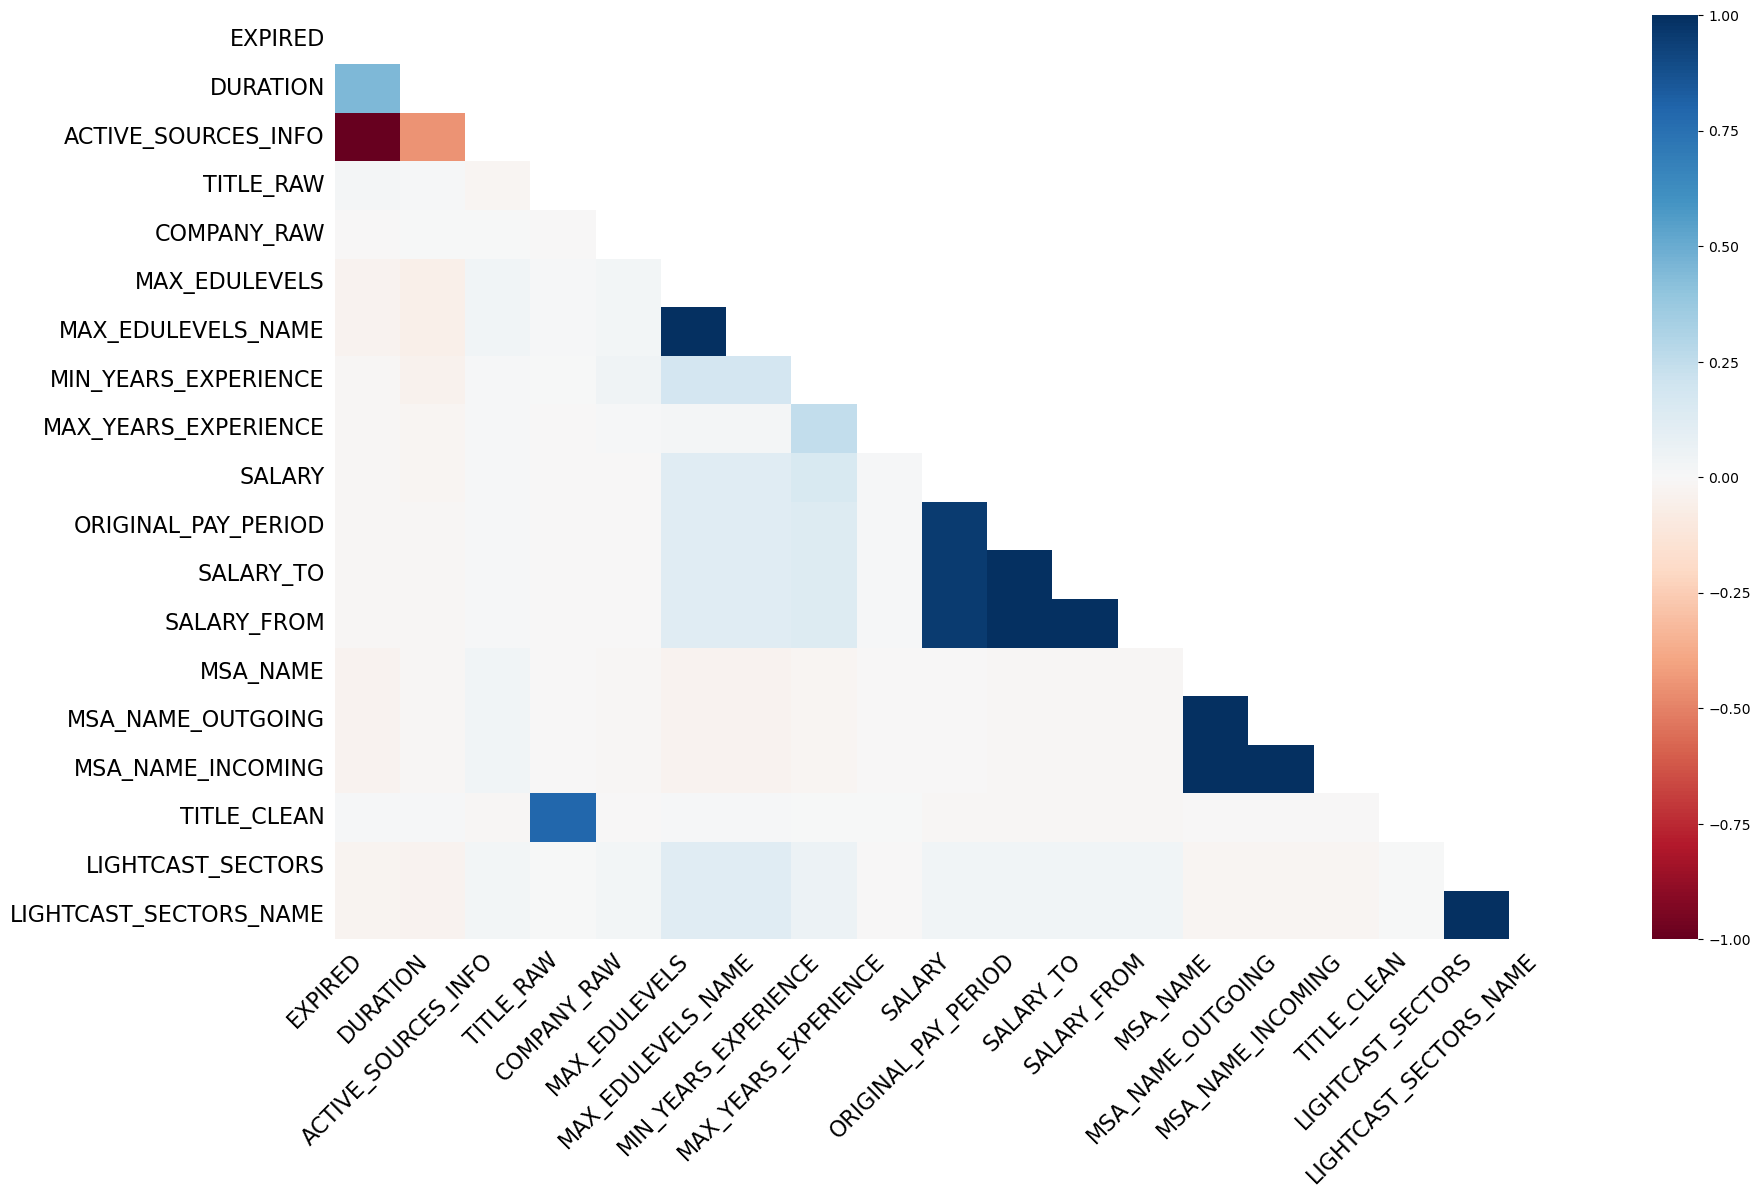 EXPIRED
DURATION
ACTIVE_SOURCES_INFO
TITLE_RAW
COMPANY_RAW
MAX_EDULEVELS
MAX_EDULEVELS_NAME
MIN_YEARS_EXPERIENCE
MAX_YEARS_EXPERIENCE
SALARY
ORIGINAL_PAY_PERIOD
SALARY_TO
SALARY_FROM
MSA_NAME
MSA_NAME_OUTGOING
MSA_NAME_INCOMING
TITLE_CLEAN
LIGHTCAST_SECTORS
LIGHTCAST_SECTORS_NAME
EXPIRED
DURATION
ACTIVE_SOURCES_INFO
TITLE_RAW
COMPANY_RAW
MAX_EDULEVELS
MAX_EDULEVELS_NAME
MIN_YEARS_EXPERIENCE
MAX_YEARS_EXPERIENCE
SALARY
ORIGINAL_PAY_PERIOD
SALARY_TO
SALARY_FROM
MSA_NAME
MSA_NAME_OUTGOING
MSA_NAME_INCOMING
TITLE_CLEAN
LIGHTCAST_SECTORS
LIGHTCAST_SECTORS_NAME
1.00
0.75
0.50
0.25
0.00
−0.25
−0.50
−0.75
−1.00